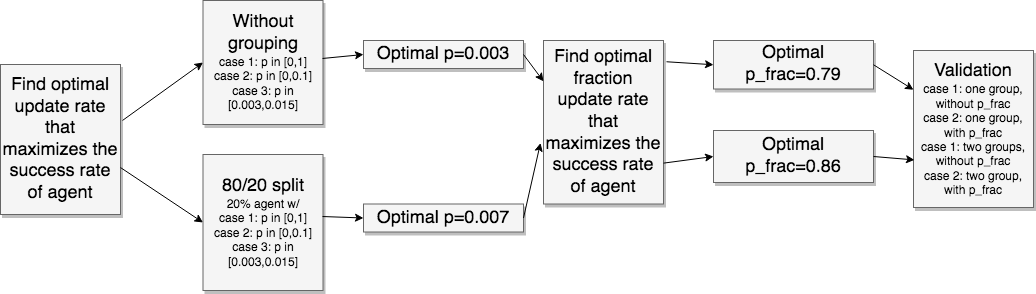 Find optimal
update rate
that
maximizes the
success rate
of agent
Without
grouping
case 1: p in [0,1]
case 2: p in [0,0.1]
case 3: p in
[0.003,0.015]
80/20 split
20% agent w/
case 1: p in [0,1]
case 2: p in [0,0.1]
case 3: p in
[0.003,0.015]
Optimal p=0.003
Optimal p=0.007
Find optimal
fraction
update rate
that
maximizes the
success rate
of agent
Optimal
p_frac=0.79
Optimal
p_frac=0.86
Validation
case 1: one group,
without p_frac
case 2: one group,
with p_frac
case 1: two groups,
without p_frac
case 2: two group,
with p_frac